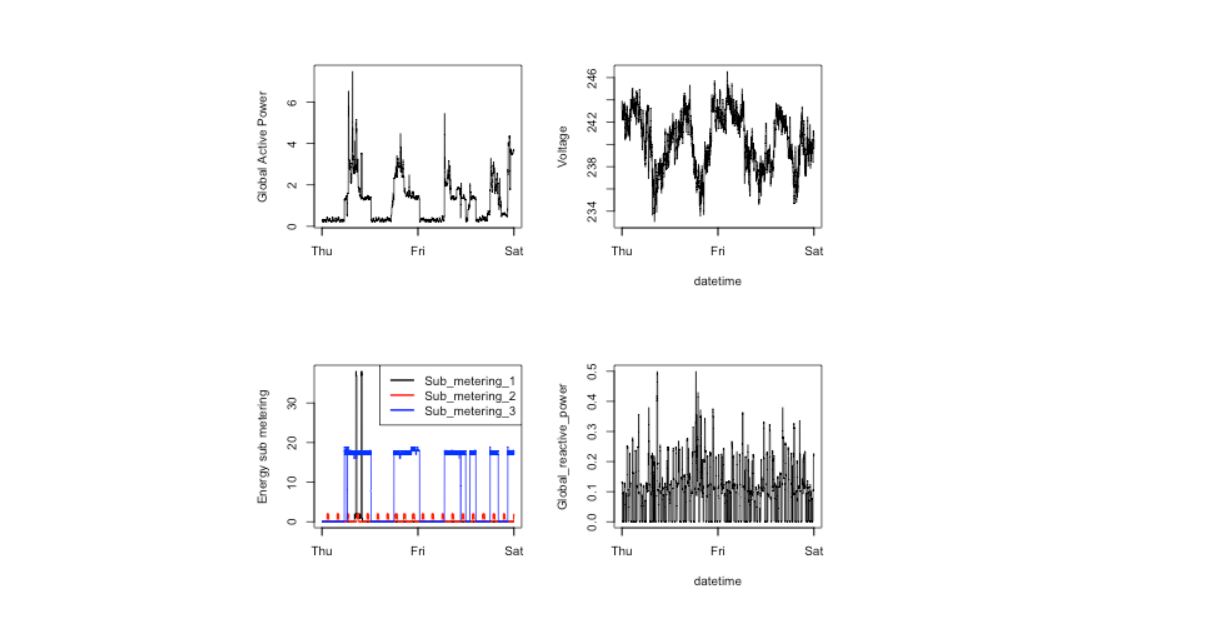 Global Active Power
0
2
4
6
Thu
Fri
Sat
Voltage
234
238
242
246
Thu
Fri
Sat
datetime
Energy sub metering
0
10
20
30
Sub_metering_1
Sub_metering_2
Sub_metering_3
Thu
Fri
Sat
Global_reactive_power
0.0
0.1
0.2
0.3
0.4
0.5
Thu
Fri
Sat
datetime